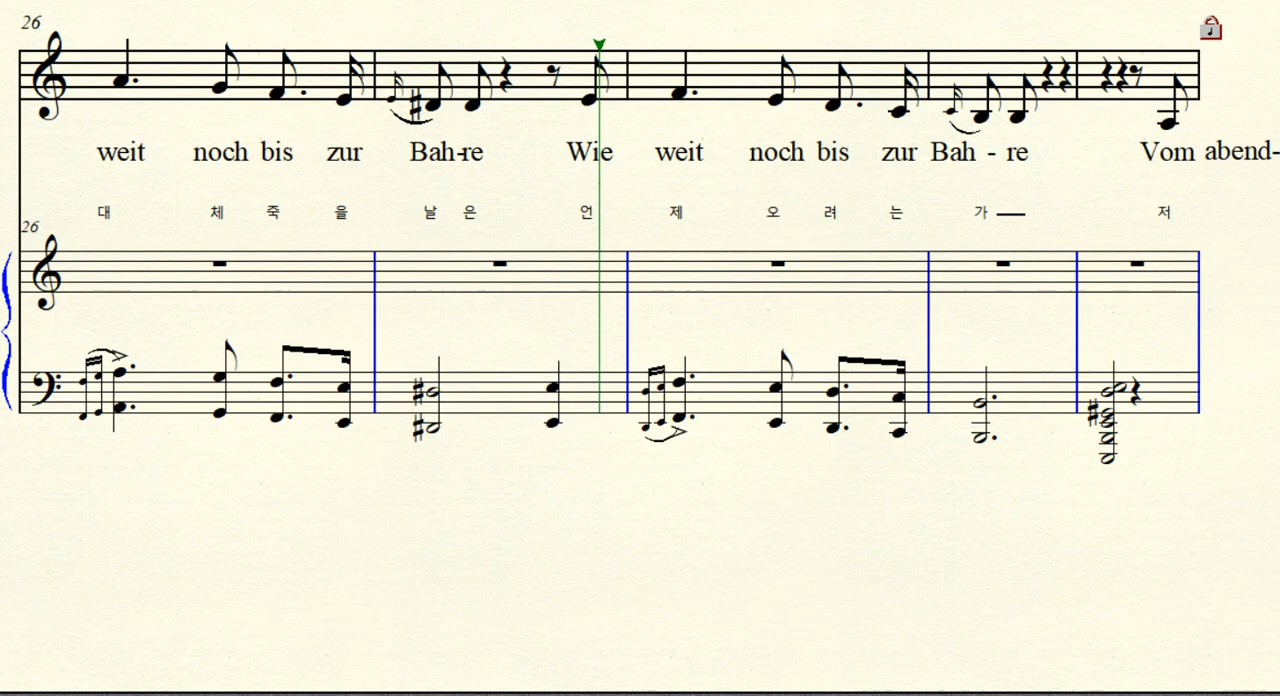 26
weit noch bis zur Bah-re Wie weit noch bis zur Bah - re Vom abend-
대 체 죽 을 날 은 언 제 오 려 는 가 저
26